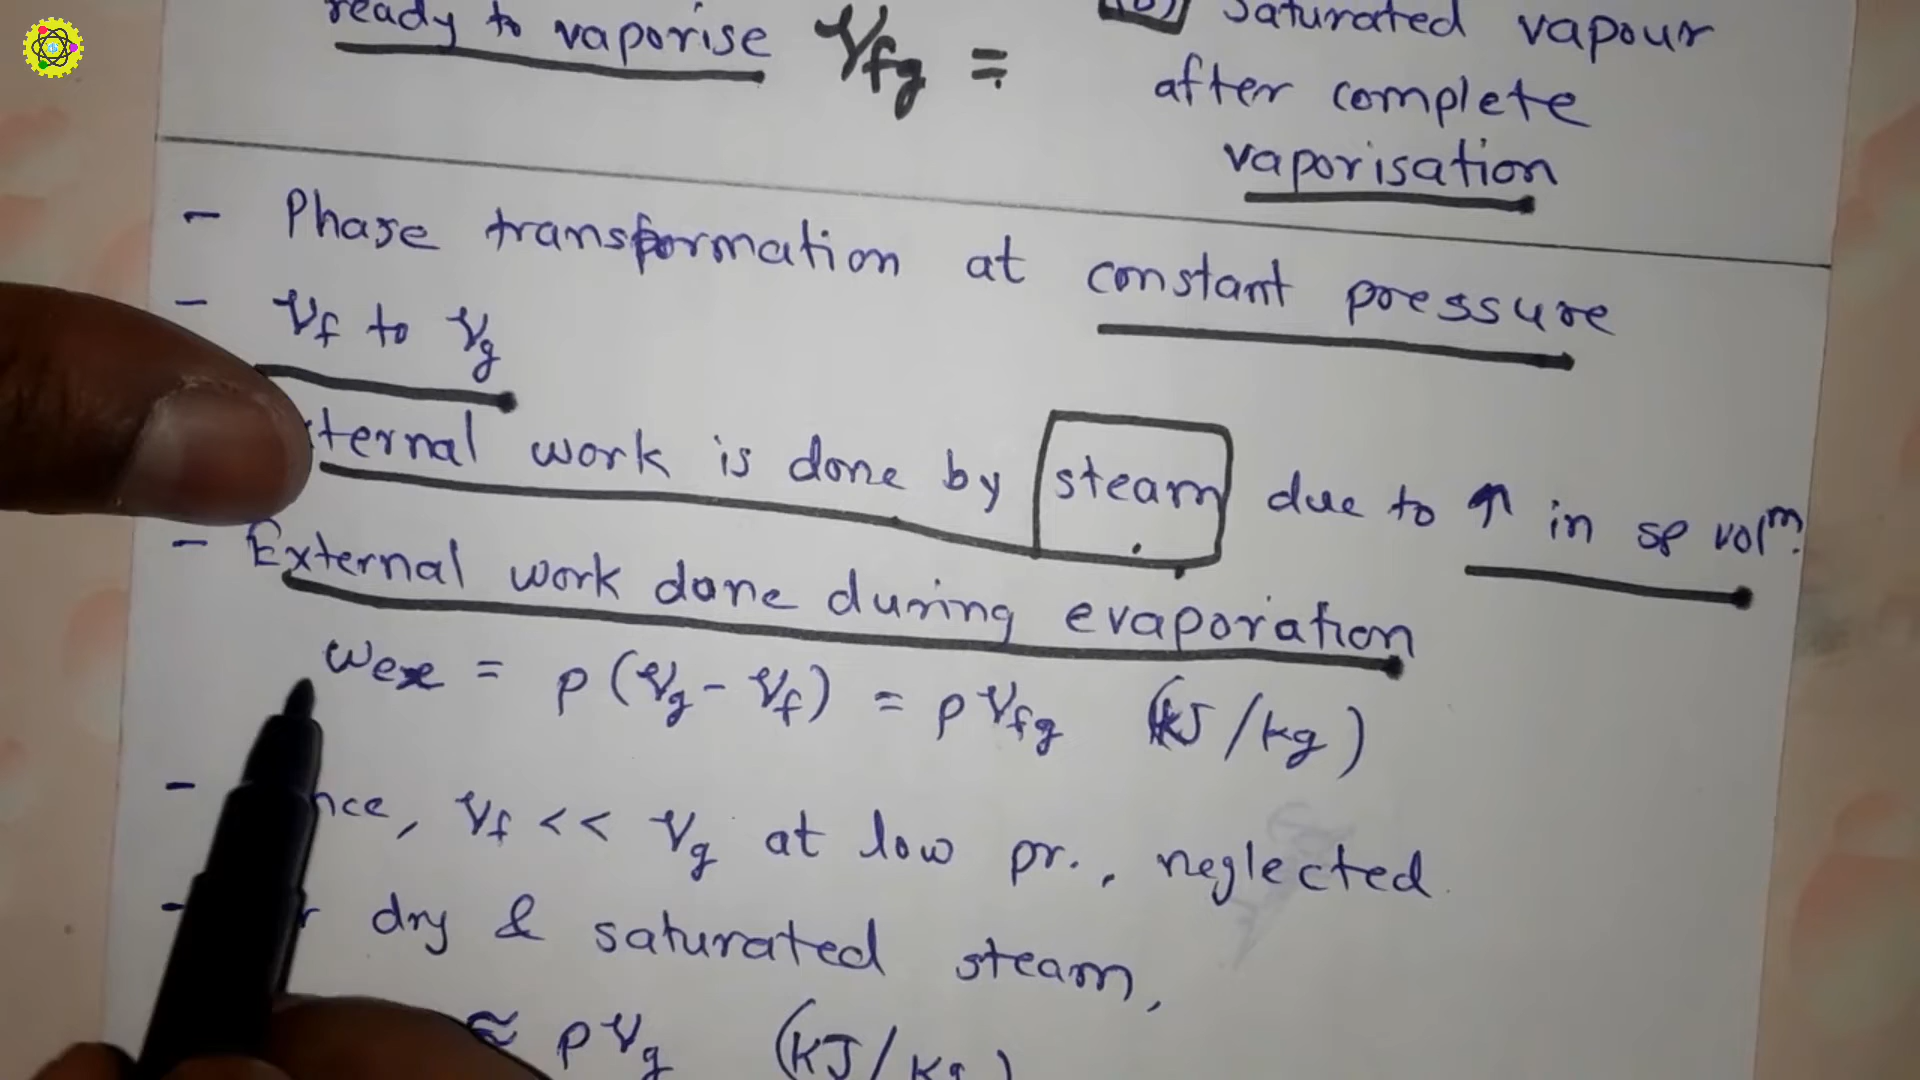 ready to vaporise Vfg =
(b) saturated vapour
after complete
vaporisation
- Phase transformation at constant pressure
- Vf to Vg
ternal work is done by steam due to ↑ in sp volm.
- External work done during evaporation
Wex = p (Vg - Vf) = p Vfg (kJ/kg)
- nce, Vf << Vg at low pr., neglected.
- r dry & saturated steam,
≈ p Vg (kJ/kg)